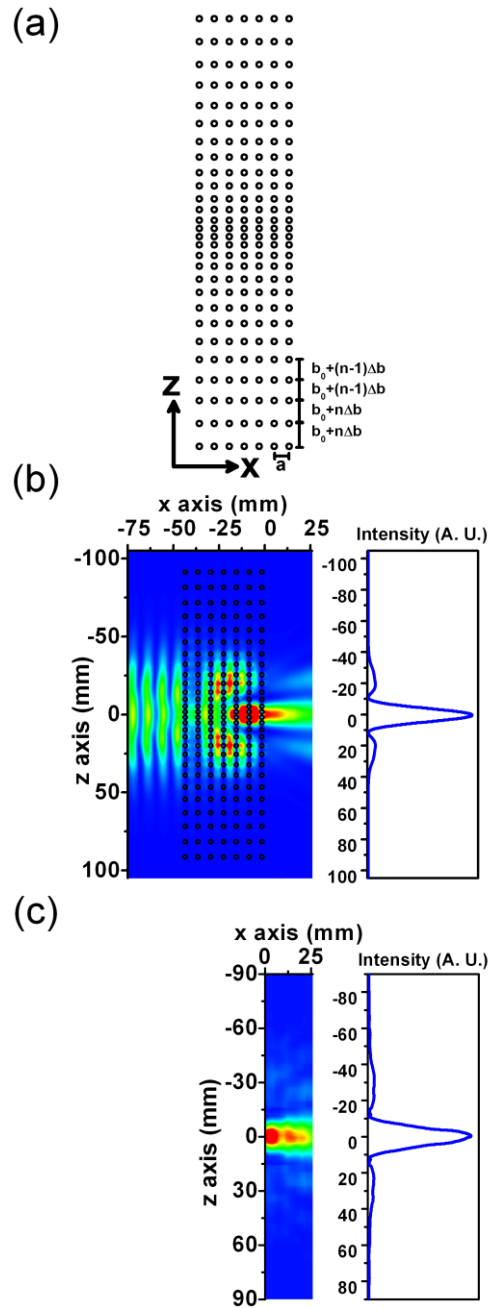 (a)
b₀+(n-1)Δb
b₀+(n-1)Δb
b₀+nΔb
b₀+nΔb
Z
X
a
(b)
x axis (mm)
-75 -50 -25 0 25
Intensity (A. U.)
z axis (mm)
-100
-50
0
50
100
-100
-80
-60
-40
-20
0
20
40
60
80
100
(c)
x axis (mm)
0 25
Intensity (A. U.)
z axis (mm)
-90
-60
-30
0
30
60
90
-80
-60
-40
-20
0
20
40
60
80